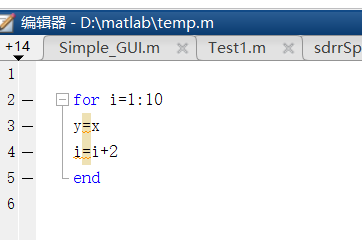 编辑器 - D:\matlab\temp.m
+14 Simple_GUI.m Test1.m sdrrSp
1
2 for i=1:10
3 y=x
4 i=i+2
5 end
6